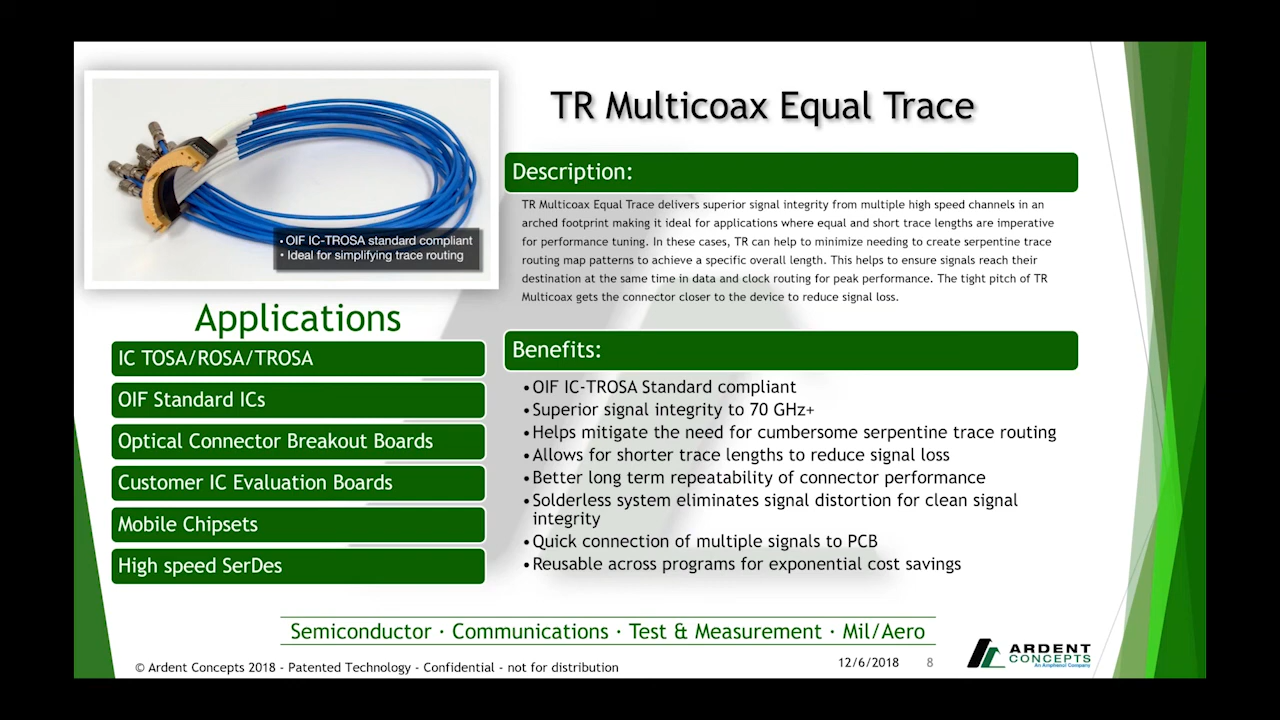 TR Multicoax Equal Trace
• OIF IC-TROSA standard compliant
• Ideal for simplifying trace routing
Description:
TR Multicoax Equal Trace delivers superior signal integrity from multiple high speed channels in an
arched footprint making it ideal for applications where equal and short trace lengths are imperative
for performance tuning. In these cases, TR can help to minimize needing to create serpentine trace
routing map patterns to achieve a specific overall length. This helps to ensure signals reach their
destination at the same time in data and clock routing for peak performance. The tight pitch of TR
Multicoax gets the connector closer to the device to reduce signal loss.
Applications
IC TOSA/ROSA/TROSA
OIF Standard ICs
Optical Connector Breakout Boards
Customer IC Evaluation Boards
Mobile Chipsets
High speed SerDes
Benefits:
• OIF IC-TROSA Standard compliant
• Superior signal integrity to 70 GHz+
• Helps mitigate the need for cumbersome serpentine trace routing
• Allows for shorter trace lengths to reduce signal loss
• Better long term repeatability of connector performance
• Solderless system eliminates signal distortion for clean signal
integrity
• Quick connection of multiple signals to PCB
• Reusable across programs for exponential cost savings
Semiconductor · Communications · Test & Measurement · Mil/Aero
© Ardent Concepts 2018 - Patented Technology - Confidential - not for distribution
12/6/2018
8
ARDENT
CONCEPTS
An Amphenol Company